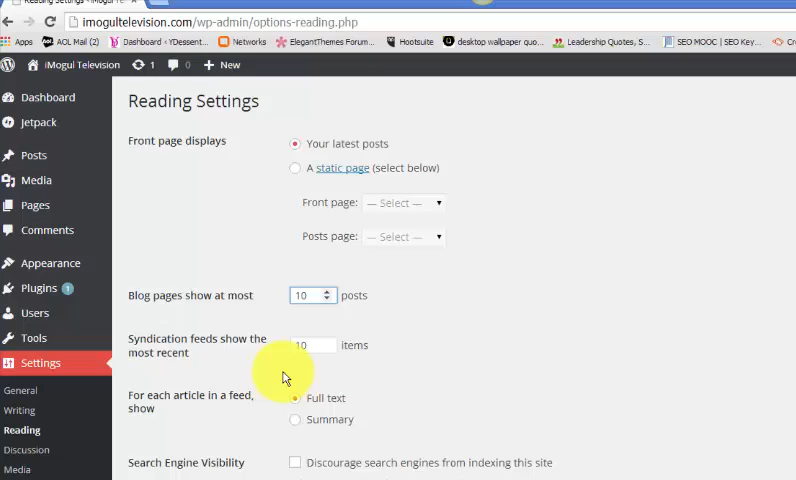 Reading Settings
imogultelevision.com/wp-admin/options-reading.php
Apps AOL Mail (2) Dashboard ‹ YDessent... Networks ElegantThemes Forum... Hootsuite desktop wallpaper quo... Leadership Quotes, S... SEO MOOC | SEO Key...
iMogul Television 1 0 + New
Dashboard
Jetpack
Posts
Media
Pages
Comments
Appearance
Plugins 1
Users
Tools
Settings
General
Writing
Reading
Discussion
Media
Reading Settings
Front page displays
Your latest posts
A static page (select below)
Front page: — Select —
Posts page: — Select —
Blog pages show at most 10 posts
Syndication feeds show the
most recent
10 items
For each article in a feed,
show
Full text
Summary
Search Engine Visibility Discourage search engines from indexing this site